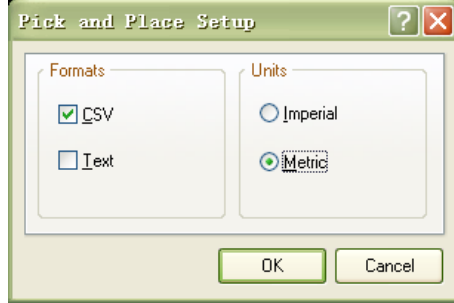 Pick and Place Setup
Formats
Units
CSV
Imperial
Text
Metric
OK
Cancel